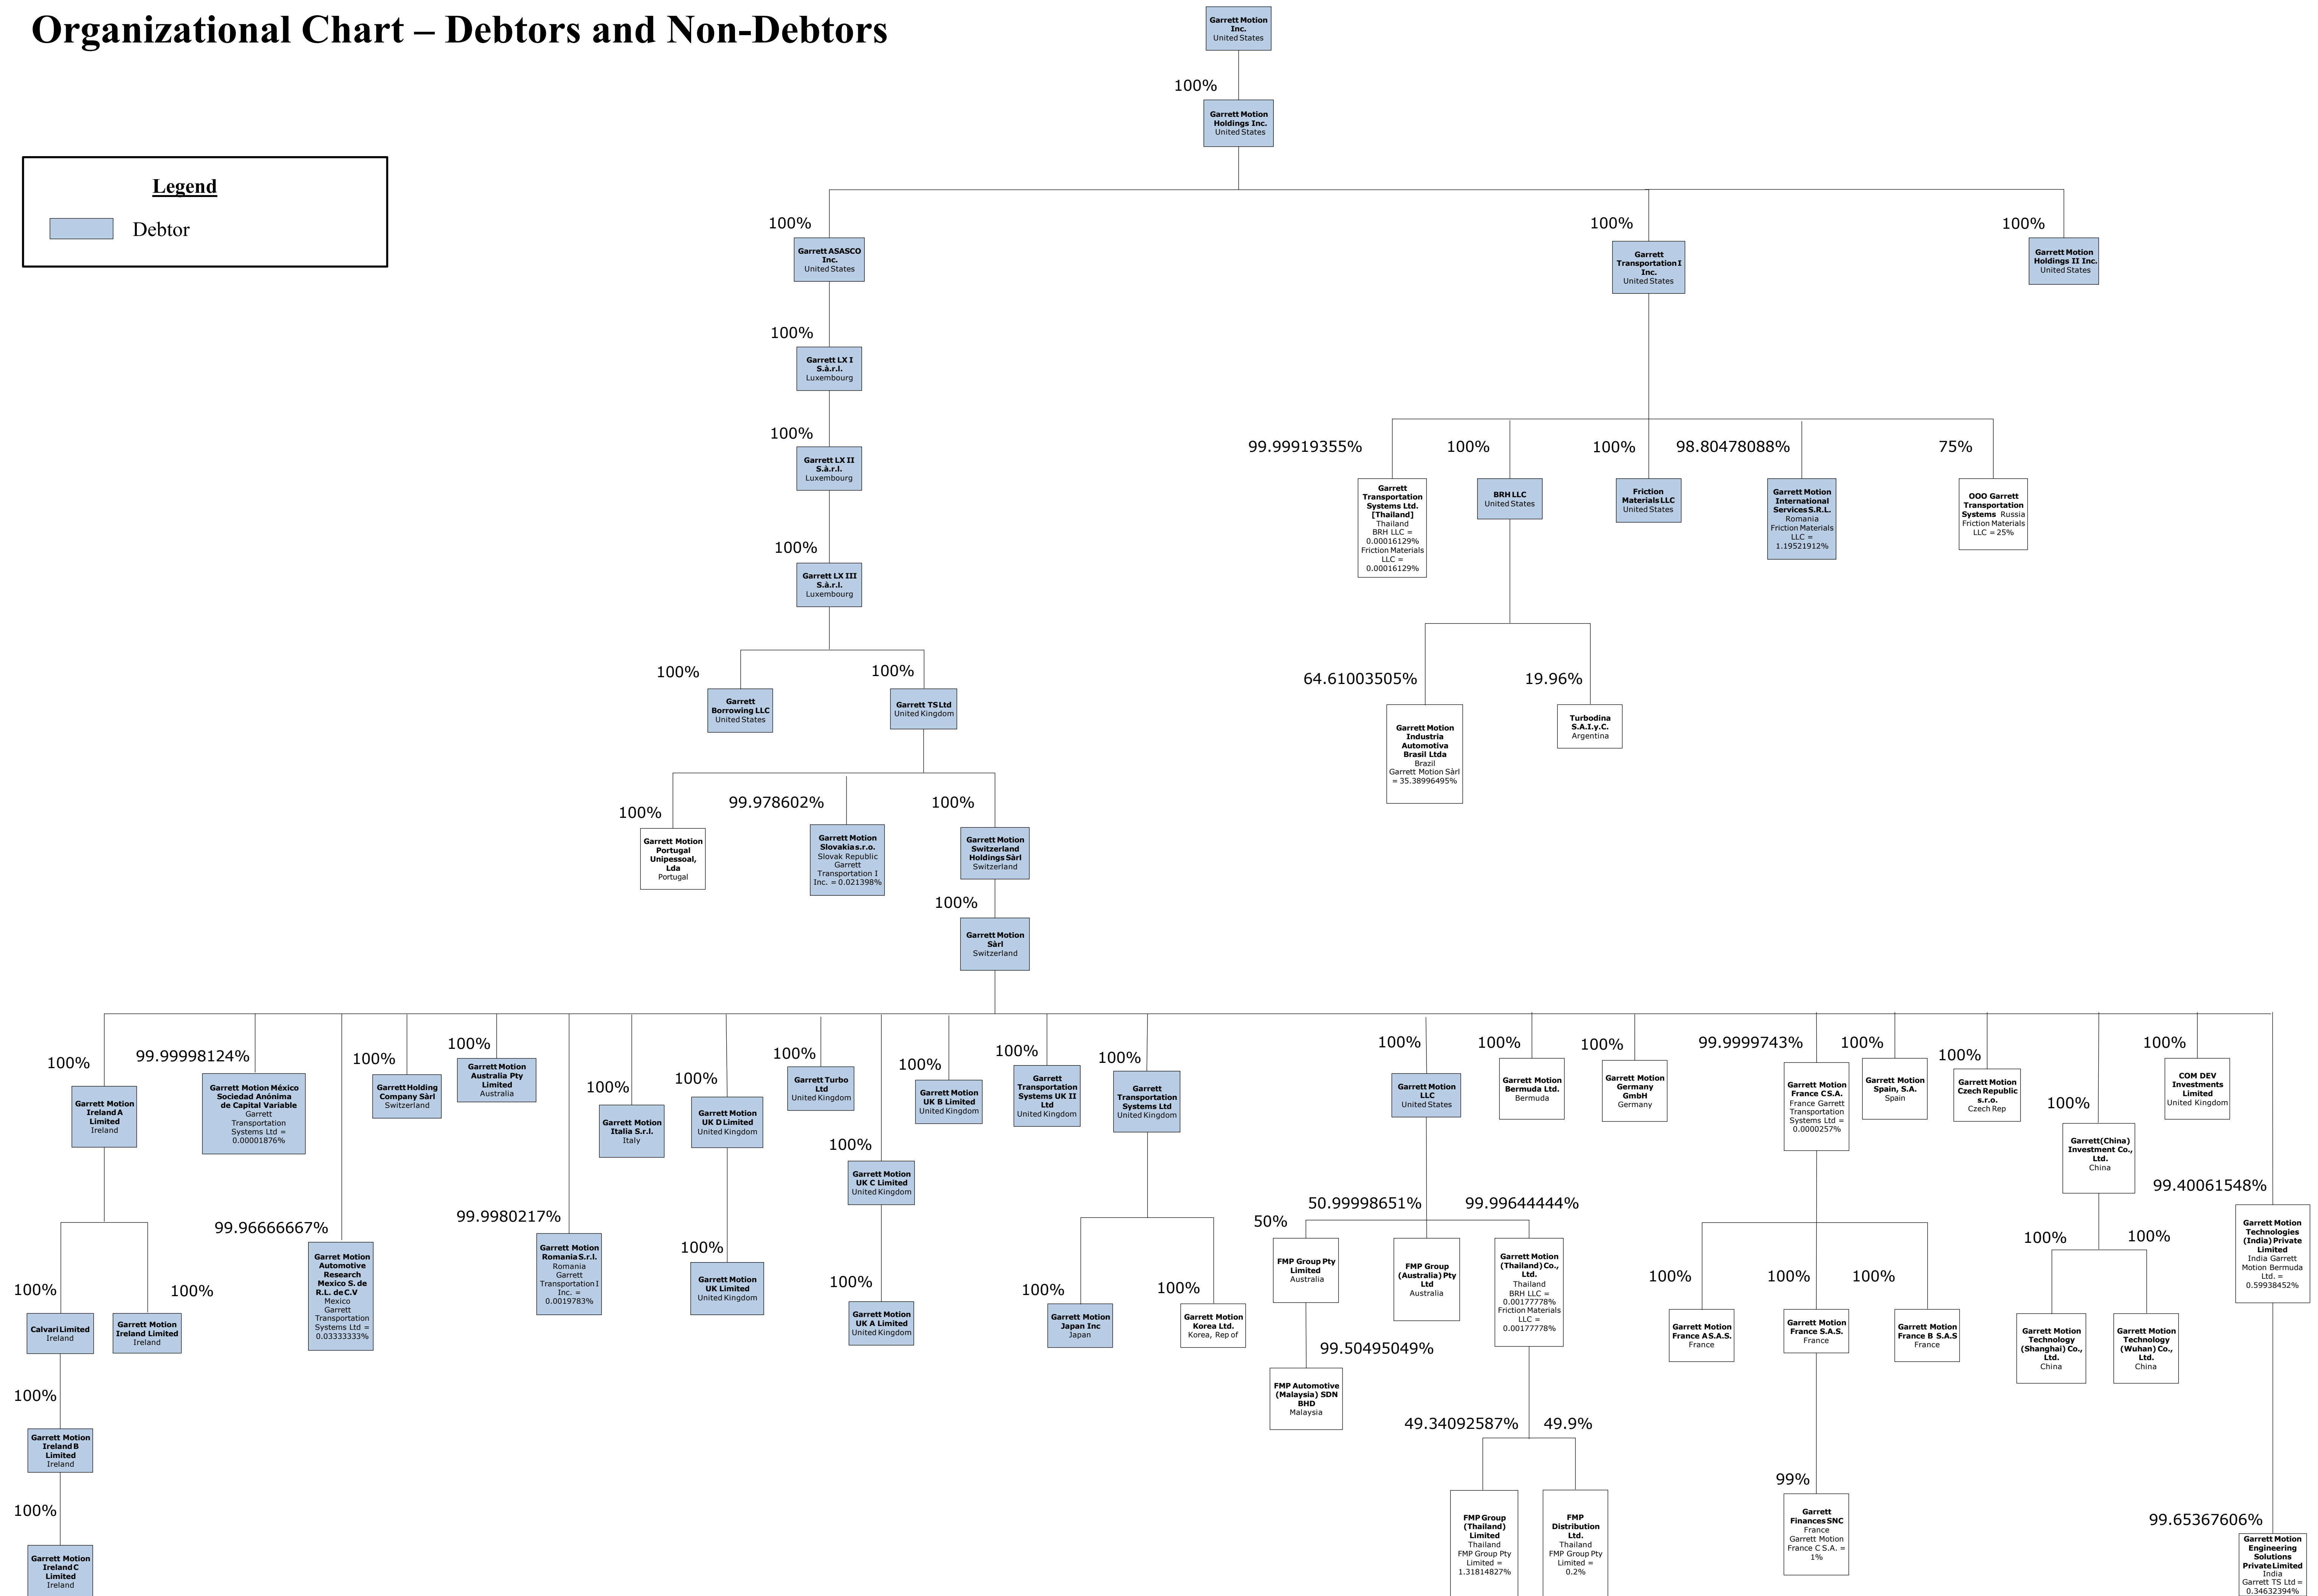 Organizational Chart – Debtors and Non-Debtors
Legend
Debtor
Garrett Motion
Inc.
United States
100%
Garrett Motion
Holdings Inc.
United States
100%
Garrett ASASCO
Inc.
United States
100%
Garrett
Transportation I
Inc.
United States
100%
Garrett Motion
Holdings II Inc.
United States
100%
Garrett LX I
S.à.r.l.
Luxembourg
100%
Garrett LX II
S.à.r.l.
Luxembourg
100%
Garrett LX III
S.à.r.l.
Luxembourg
99.99919355%
Garrett
Transportation
Systems Ltd.
[Thailand]
Thailand
BRH LLC =
0.00016129%
Friction Materials
LLC =
0.00016129%
100%
BRH LLC
United States
100%
Friction
Materials LLC
United States
98.80478088%
Garrett Motion
International
Services S.R.L.
Romania
Friction Materials
LLC =
1.19521912%
75%
OOO Garrett
Transportation
Systems Russia
Friction Materials
LLC = 25%
100%
Garrett
Borrowing LLC
United States
100%
Garrett TS Ltd
United Kingdom
64.61003505%
Garrett Motion
Industria
Automotiva
Brasil Ltda
Brazil
Garrett Motion Sàrl
= 35.38996495%
19.96%
Turbodina
S.A.I.y.C.
Argentina
100%
Garrett Motion
Portugal
Unipessoal,
Lda
Portugal
99.978602%
Garrett Motion
Slovakia s.r.o.
Slovak Republic
Garrett
Transportation I
Inc. = 0.021398%
100%
Garrett Motion
Switzerland
Holdings Sàrl
Switzerland
100%
Garrett Motion
Sàrl
Switzerland
100%
Garrett Motion
Ireland A
Limited
Ireland
99.99998124%
Garrett Motion México
Sociedad Anónima
de Capital Variable
Garrett
Transportation
Systems Ltd =
0.00001876%
99.96666667%
Garret Motion
Automotive
Research
Mexico S. de
R.L. de C.V
Mexico
Garrett
Transportation
Systems Ltd =
0.03333333%
100%
Garrett Holding
Company Sàrl
Switzerland
100%
Garrett Motion
Australia Pty
Limited
Australia
99.9980217%
Garrett Motion
Romania S.r.l.
Romania
Garrett
Transportation I
Inc. =
0.0019783%
100%
Garrett Motion
Italia S.r.l.
Italy
100%
Garrett Motion
UK D Limited
United Kingdom
100%
Garrett Motion
UK Limited
United Kingdom
100%
Garrett Turbo
Ltd
United Kingdom
100%
Garrett Motion
UK C Limited
United Kingdom
100%
Garrett Motion
UK A Limited
United Kingdom
100%
Garrett Motion
UK B Limited
United Kingdom
100%
Garrett
Transportation
Systems UK II
Ltd
United Kingdom
100%
Garrett
Transportation
Systems Ltd
United Kingdom
100%
Garrett Motion
Japan Inc
Japan
100%
Garrett Motion
Korea Ltd.
Korea, Rep of
100%
Garrett Motion
LLC
United States
50%
FMP Group Pty
Limited
Australia
50.99998651%
FMP Group
(Australia) Pty
Ltd
Australia
99.99644444%
Garrett Motion
(Thailand) Co.,
Ltd.
Thailand
BRH LLC =
0.00177778%
Friction Materials
LLC =
0.00177778%
99.50495049%
FMP Automotive
(Malaysia) SDN
BHD
Malaysia
49.34092587%
FMP Group
(Thailand)
Limited
Thailand
FMP Group Pty
Limited =
1.31814827%
49.9%
FMP
Distribution
Ltd.
Thailand
FMP Group Pty
Limited =
0.2%
100%
Garrett Motion
Bermuda Ltd.
Bermuda
100%
Garrett Motion
Germany
GmbH
Germany
99.9999743%
Garrett Motion
France C S.A.
France Garrett
Transportation
Systems Ltd =
0.0000257%
100%
Garrett Motion
France A S.A.S.
France
100%
Garrett Motion
France S.A.S.
France
100%
Garrett Motion
France B S.A.S
France
99%
Garrett
Finances SNC
France
Garrett Motion
France C S.A. =
1%
100%
Garrett Motion
Spain, S.A.
Spain
100%
Garrett Motion
Czech Republic
s.r.o.
Czech Rep
100%
Garrett (China)
Investment Co.,
Ltd.
China
100%
Garrett Motion
Technology
(Shanghai) Co.,
Ltd.
China
100%
Garrett Motion
Technology
(Wuhan) Co.,
Ltd.
China
100%
COM DEV
Investments
Limited
United Kingdom
99.40061548%
Garrett Motion
Technologies
(India) Private
Limited
India Garrett
Motion Bermuda
Ltd. =
0.59938452%
99.65367606%
Garrett Motion
Engineering
Solutions
Private Limited
India
Garrett TS Ltd =
0.34632394%
100%
Calvari Limited
Ireland
100%
Garrett Motion
Ireland Limited
Ireland
100%
Garrett Motion
Ireland B
Limited
Ireland
100%
Garrett Motion
Ireland C
Limited
Ireland